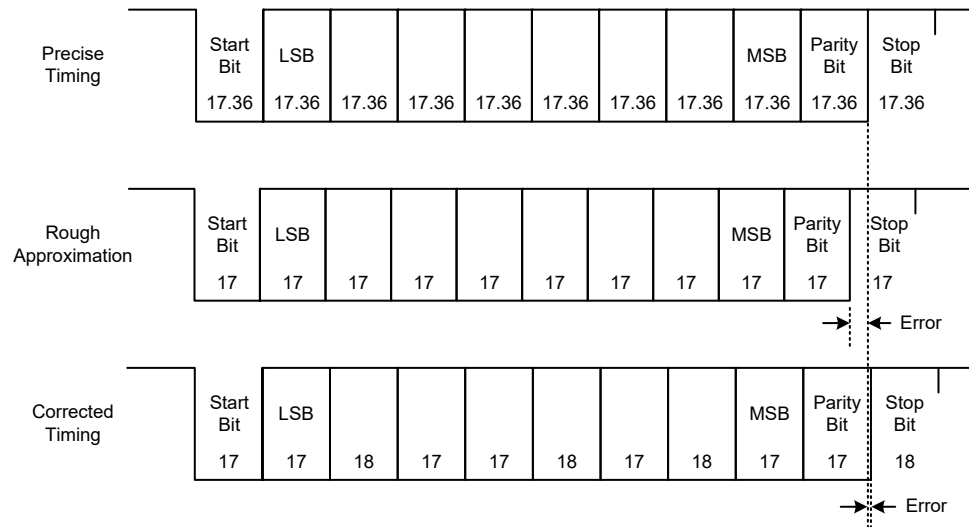 Precise
Timing
Start
Bit
LSB
MSB
Parity
Bit
Stop
Bit
17.36 17.36 17.36 17.36 17.36 17.36 17.36 17.36 17.36 17.36 17.36
Rough
Approximation
Start
Bit
LSB
MSB
Parity
Bit
Stop
Bit
17 17 17 17 17 17 17 17 17 17 17
Error
Corrected
Timing
Start
Bit
LSB
MSB
Parity
Bit
Stop
Bit
17 17 18 17 17 18 17 18 17 17 18
Error